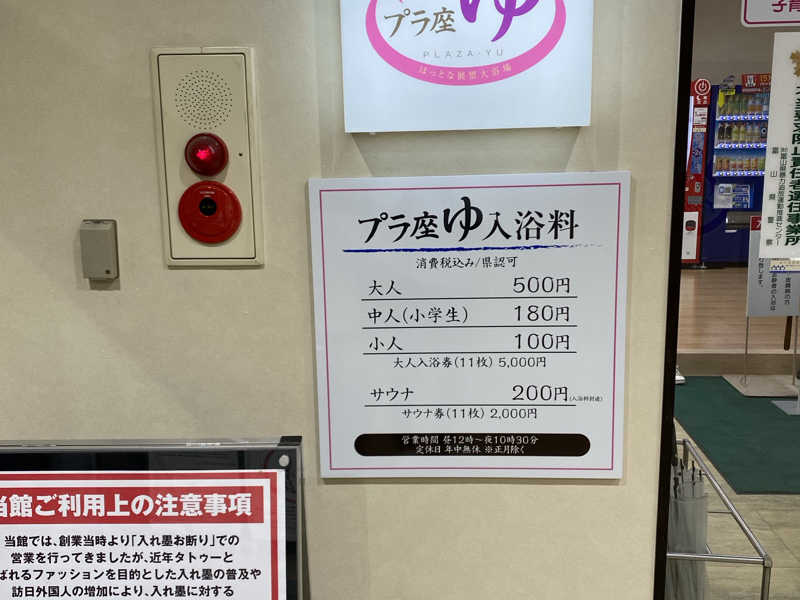 プラ座 ゆ
PLAZA-YU
ほっとな展望大浴場
プラ座ゆ入浴料
消費税込み/県認可
大人 500円
中人(小学生) 180円
小人 100円
大人入浴券(11枚) 5,000円
サウナ 200円(入浴料別途)
サウナ券(11枚) 2,000円
営業時間 昼12時~夜10時30分
定休日 年中無休 ※正月除く
当館ご利用上の注意事項
当館では、創業当時より「入れ墨お断り」での
営業を行ってきましたが、近年タトゥーと
ばれるファッションを目的とした入れ墨の普及や
訪日外国人の増加により、入れ墨に対する
富山県警察